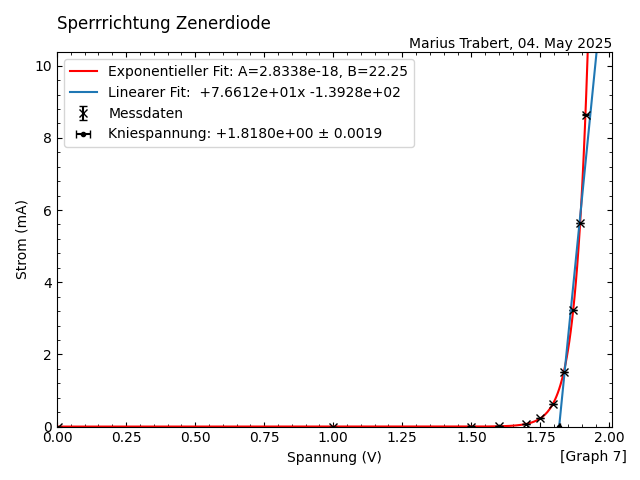 Sperrrichtung Zenerdiode
Marius Trabert, 04. May 2025
Exponentieller Fit: A=2.8338e-18, B=22.25
Linearer Fit:  +7.6612e+01x -1.3928e+02
Messdaten
Kniespannung: +1.8180e+00 ± 0.0019
Strom (mA)
10
8
6
4
2
0
0.00 0.25 0.50 0.75 1.00 1.25 1.50 1.75 2.00
Spannung (V)
[Graph 7]